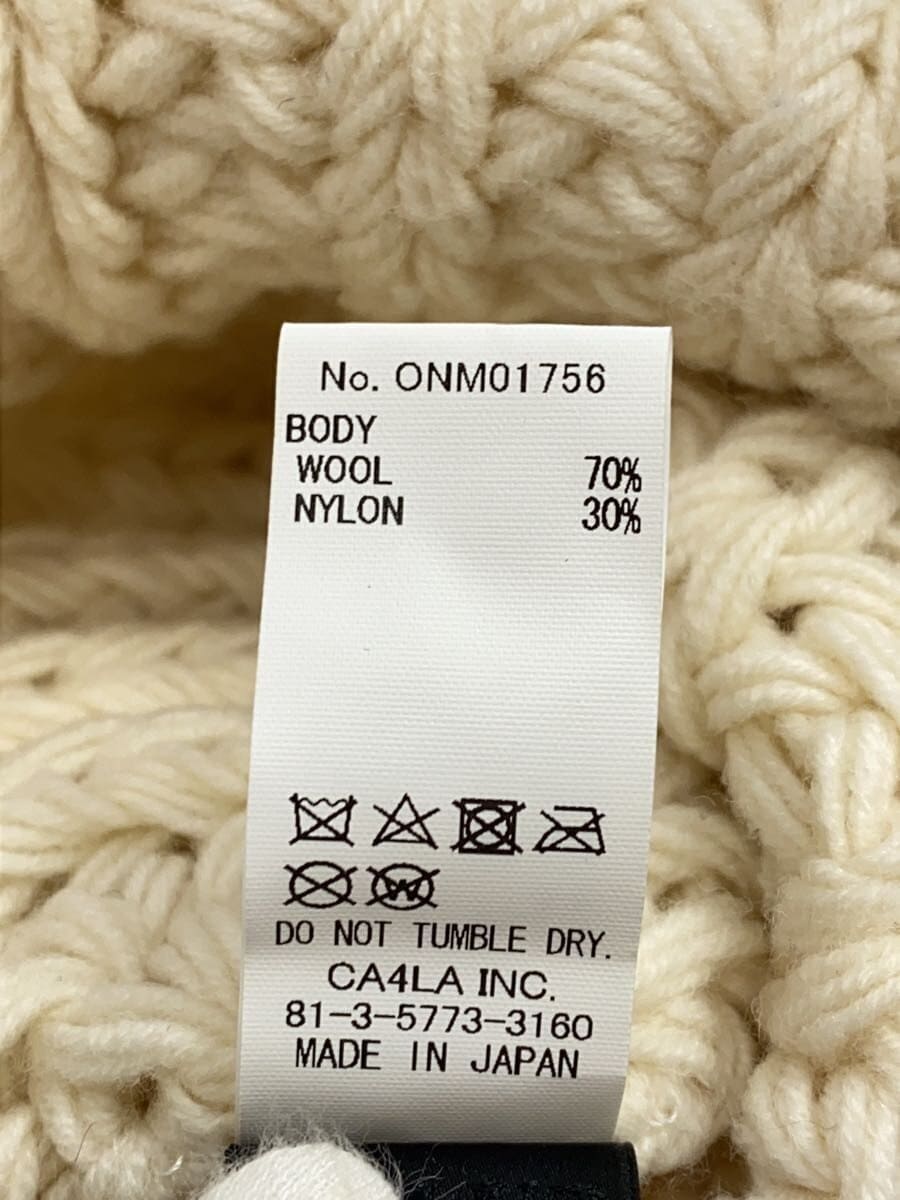 No. ONM01756
BODY
WOOL 70%
NYLON 30%
DO NOT TUMBLE DRY.
CA4LA INC.
81-3-5773-3160
MADE IN JAPAN